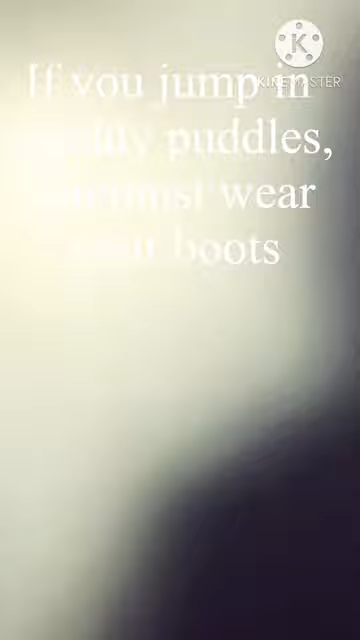 If you jump in
puddles,
must wear
boots
KINEMASTER